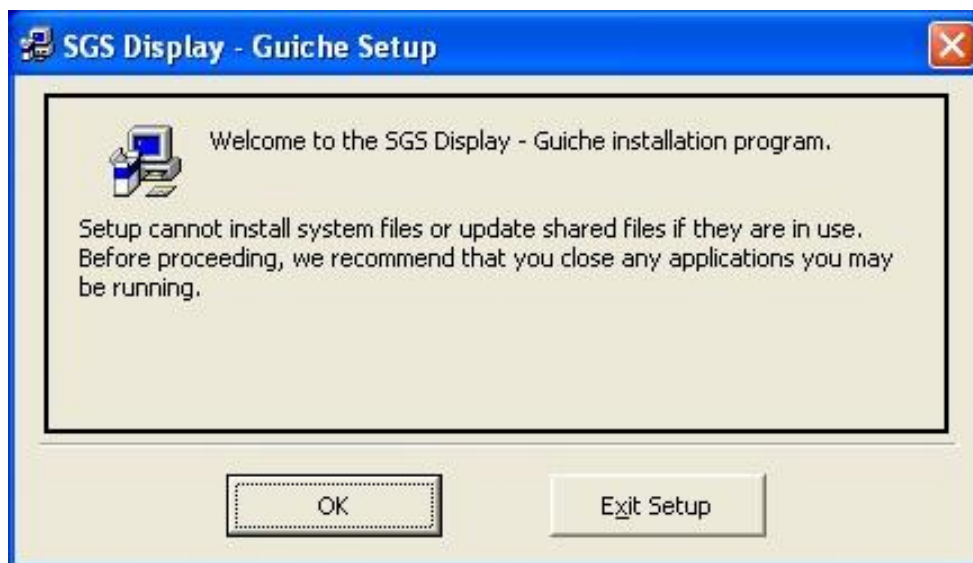 SGS Display - Guiche Setup
Welcome to the SGS Display - Guiche installation program.
Setup cannot install system files or update shared files if they are in use.
Before proceeding, we recommend that you close any applications you may
be running.
OK
Exit Setup